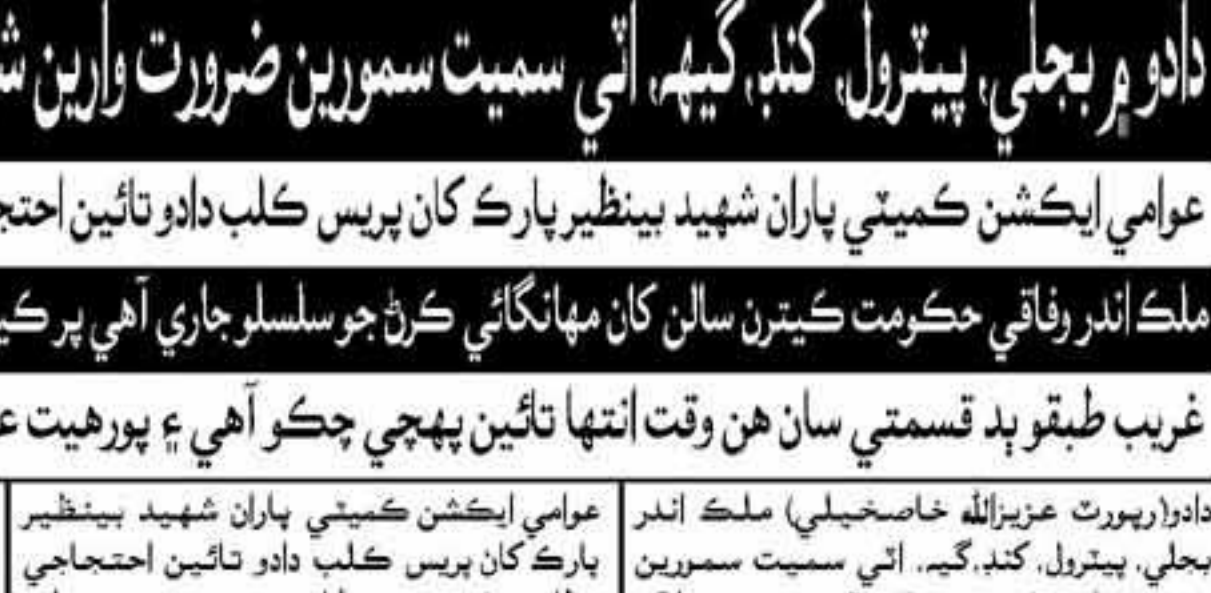 دادو ۾ بجلي، پيٽرول، کنڊ، گيهه، اٽي سميت سمورين ضرورت وارين
عوامي ايڪشن ڪميٽي پاران شهيد بينظير پارڪ کان پريس ڪلب دادو تائين
ملڪ اندر وفاقي حڪومت ڪيترن سالن کان مهانگائي ڪرڻ جو سلسلو جاري آهي پر
غريب طبقو بد قسمتي سان هن وقت انتها تائين پهچي چڪو آهي ۽ پورهيت
دادو(رپورٽ عزيزالله خاصخيلي) ملڪ اندر
بجلي، پيٽرول، کنڊ،گيهه، اٽي سميت سمورين
عوامي ايڪشن ڪميٽي پاران شهيد بينظير
پارڪ کان پريس ڪلب دادو تائين احتجاجي